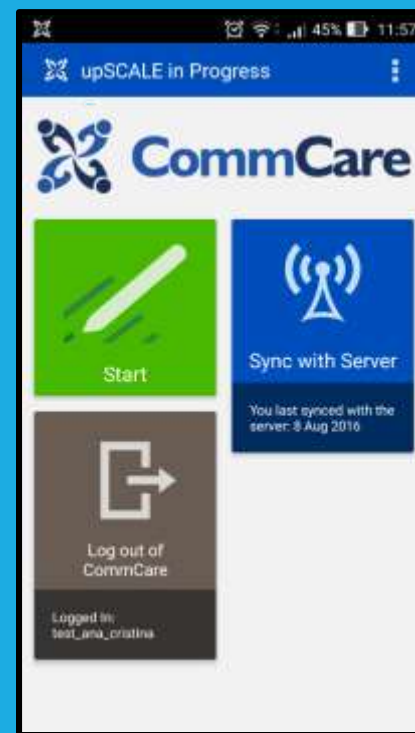 45% 11:57
upSCALE in Progress
CommCare
Start
Sync with Server
You last synced with the
server: 8 Aug 2016
Log out of
CommCare
Logged In:
test_ana_cristina